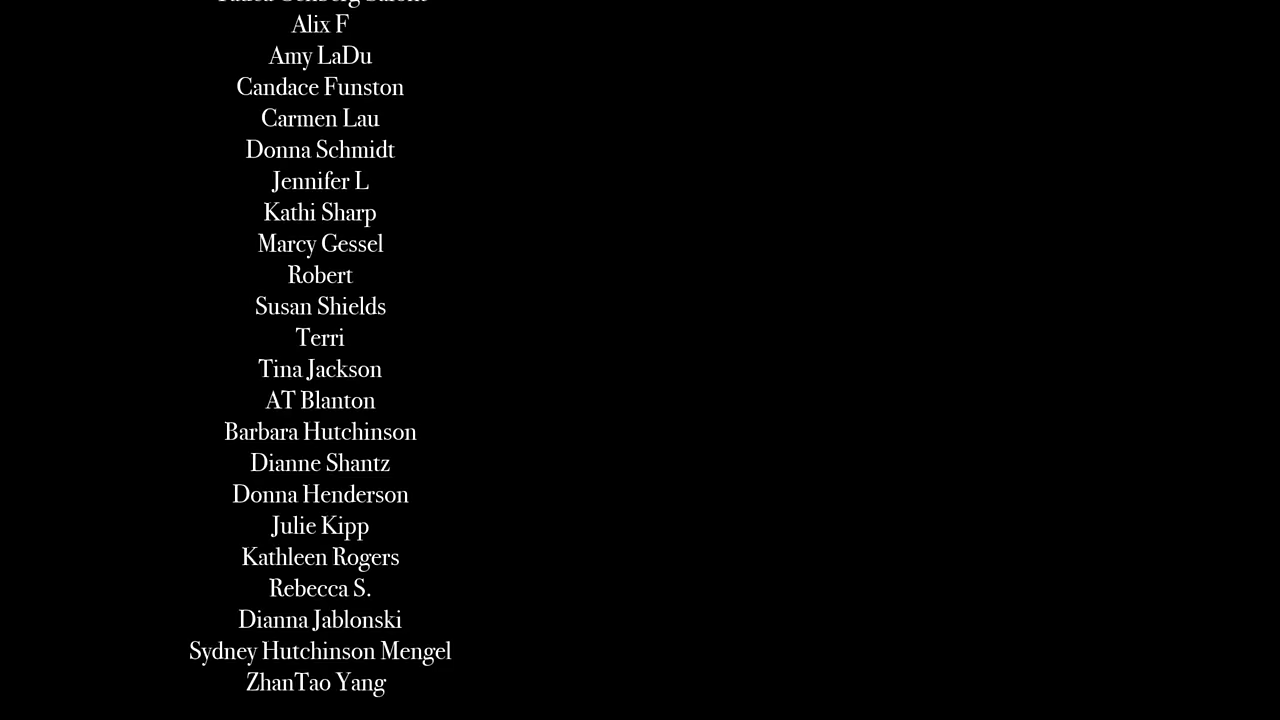 Alix F
Amy LaDu
Candace Funston
Carmen Lau
Donna Schmidt
Jennifer L
Kathi Sharp
Marcy Gessel
Robert
Susan Shields
Terri
Tina Jackson
AT Blanton
Barbara Hutchinson
Dianne Shantz
Donna Henderson
Julie Kipp
Kathleen Rogers
Rebecca S.
Dianna Jablonski
Sydney Hutchinson Mengel
ZhanTao Yang